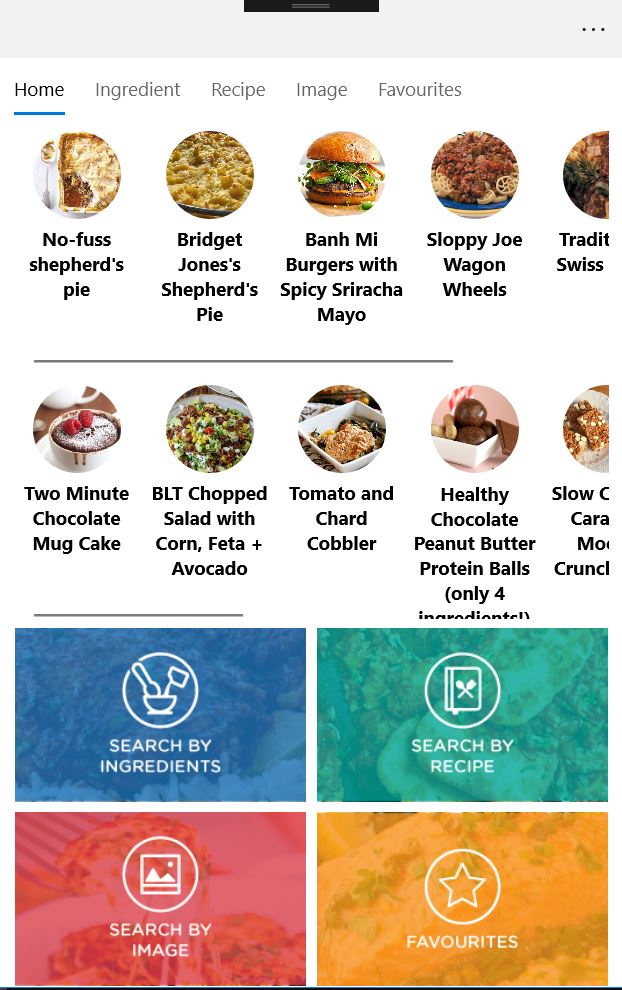 Home Ingredient Recipe Image Favourites
No-fuss
shepherd's
pie
Bridget
Jones's
Shepherd's
Pie
Banh Mi
Burgers with
Spicy Sriracha
Mayo
Sloppy Joe
Wagon
Wheels
Tradit
Swiss
Two Minute
Chocolate
Mug Cake
BLT Chopped
Salad with
Corn, Feta +
Avocado
Tomato and
Chard
Cobbler
Healthy
Chocolate
Peanut Butter
Protein Balls
(only 4
ingredients!)
Slow C
Cara
Moo
Crunch
SEARCH BY
INGREDIENTS
SEARCH BY
RECIPE
SEARCH BY
IMAGE
FAVOURITES